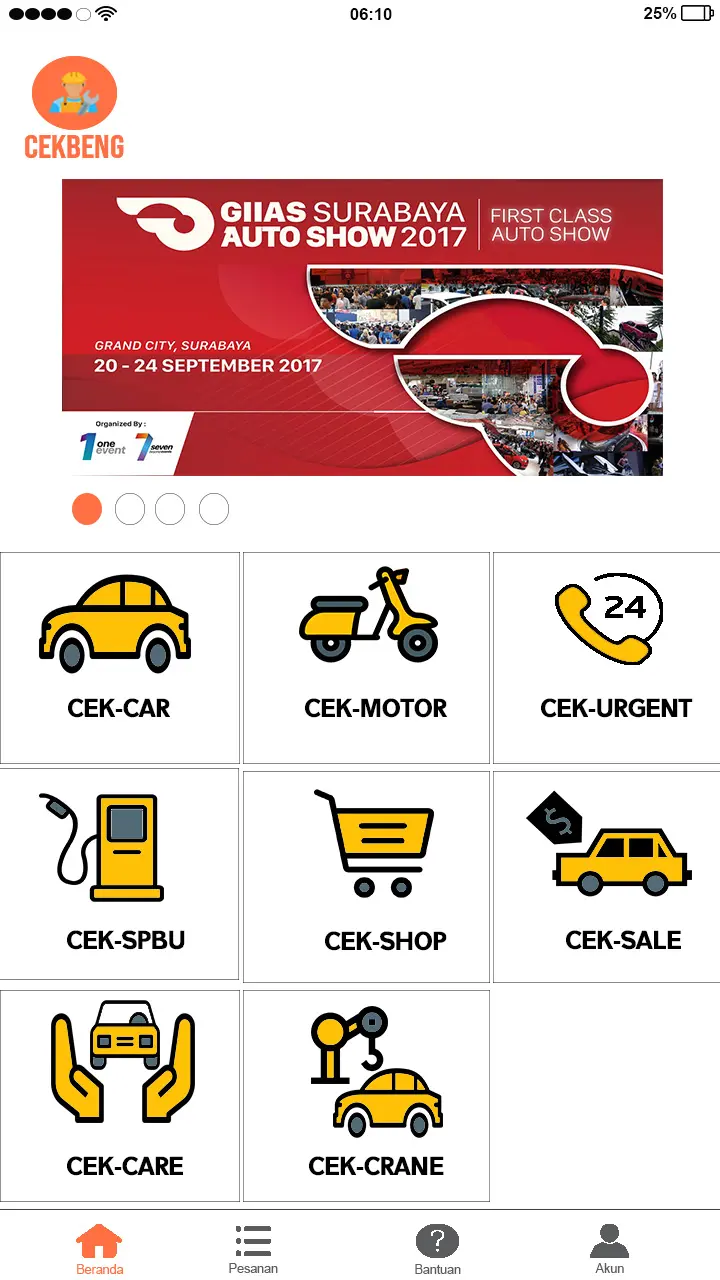 06:10
25%
CEKBENG
GIIAS SURABAYA
AUTO SHOW 2017
FIRST CLASS
AUTO SHOW
GRAND CITY, SURABAYA
20 - 24 SEPTEMBER 2017
Organized By :
1 one
event
7 seven
24
CEK-CAR
CEK-MOTOR
CEK-URGENT
$
CEK-SPBU
CEK-SHOP
CEK-SALE
CEK-CARE
CEK-CRANE
?
Beranda
Pesanan
Bantuan
Akun